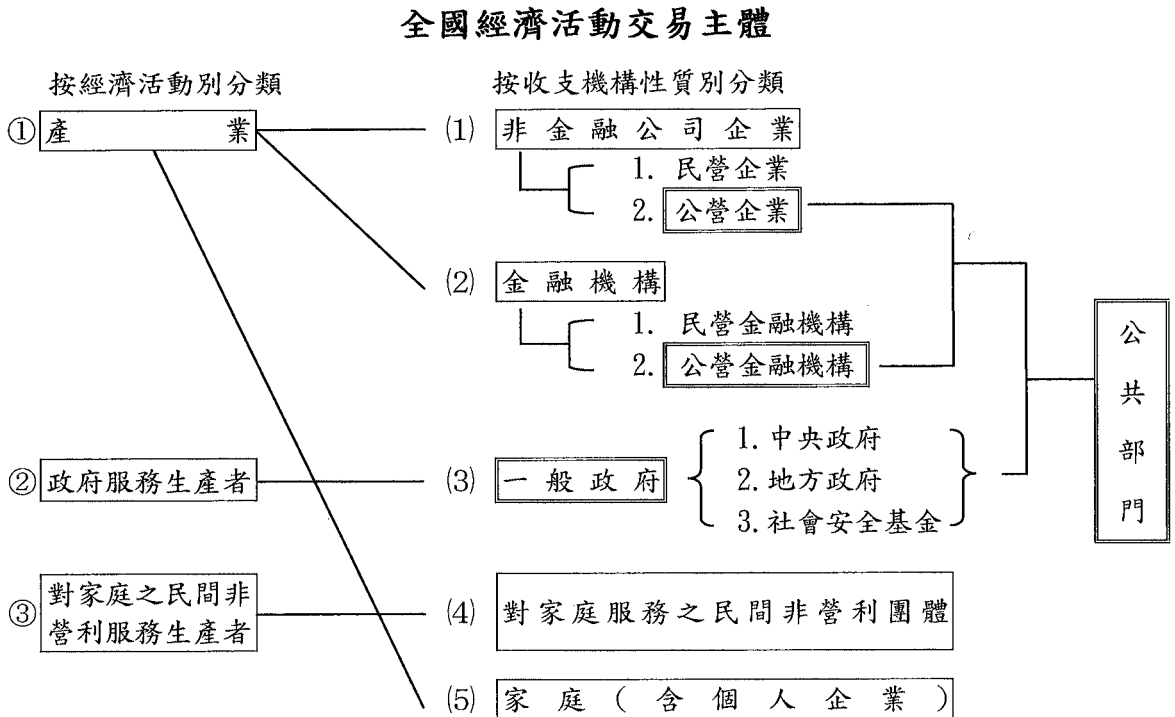 全國經濟活動交易主體
按經濟活動別分類
按收支機構性質別分類
① 產業
(1) 非金融公司企業
1. 民營企業
2. 公營企業
(2) 金融機構
1. 民營金融機構
2. 公營金融機構
公共部門
② 政府服務生產者
(3) 一般政府
1. 中央政府
2. 地方政府
3. 社會安全基金
③ 對家庭之民間非
營利服務生產者
(4) 對家庭服務之民間非營利團體
(5) 家庭(含個人企業)